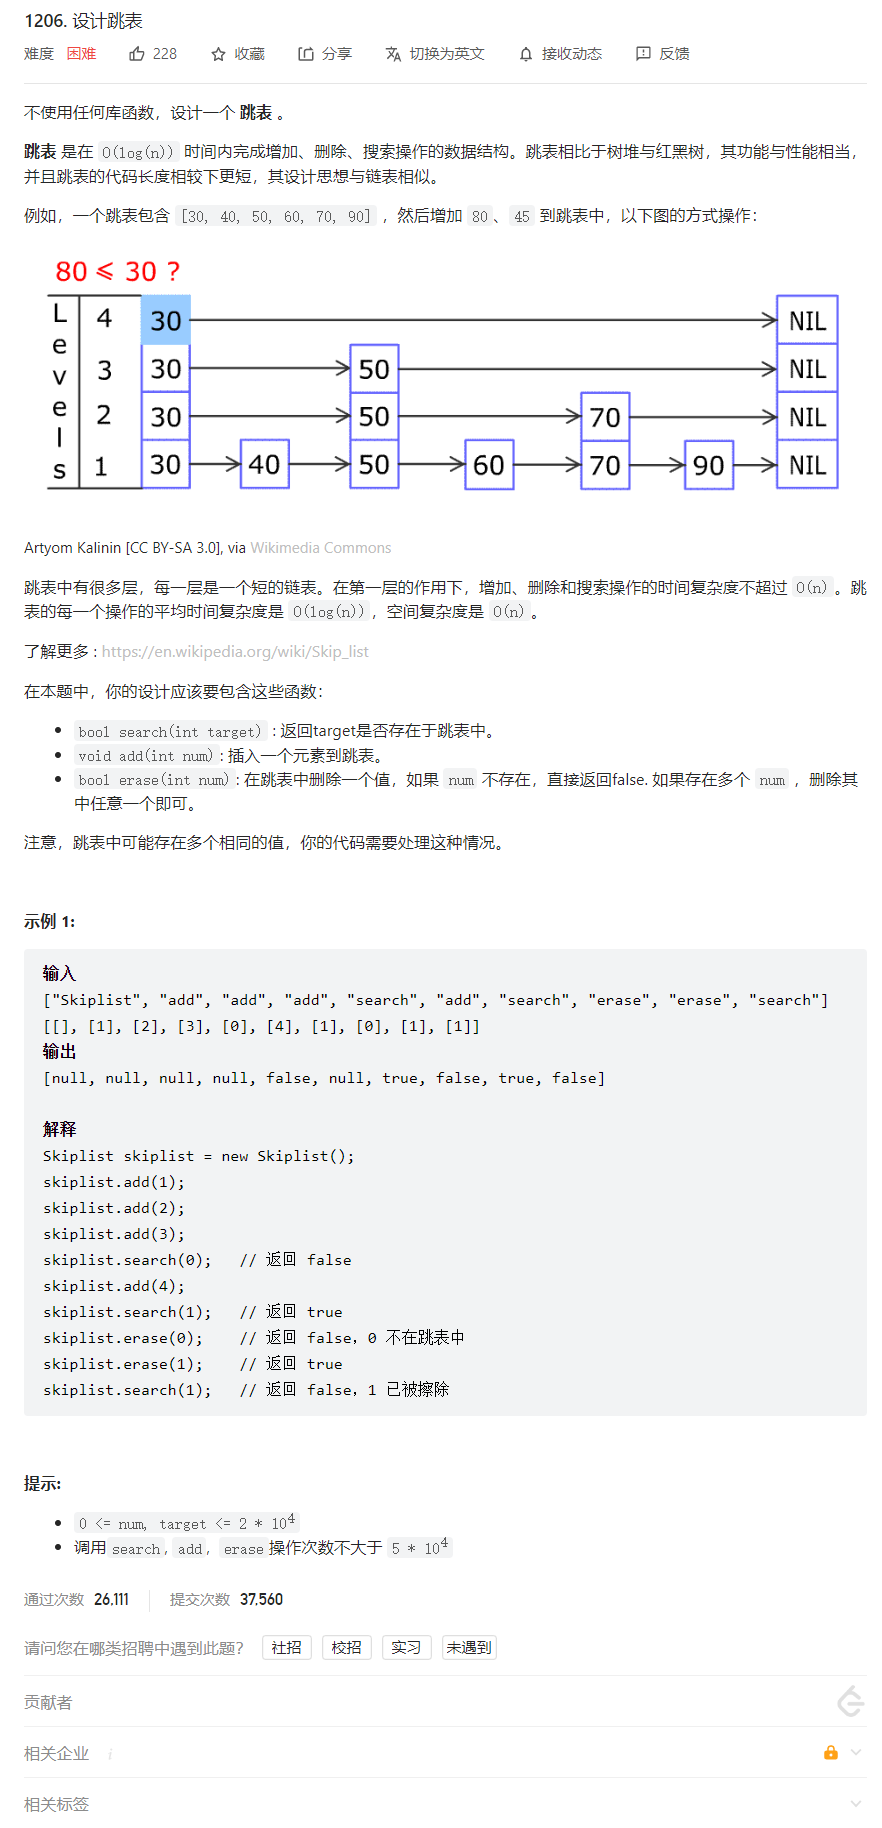 1206. 设计跳表
难度 困难 228 收藏 分享 切换为英文 接收动态 反馈
不使用任何库函数，设计一个 跳表 。
跳表 是在 O(log(n)) 时间内完成增加、删除、搜索操作的数据结构。跳表相比于树堆与红黑树，其功能与性能相当，
并且跳表的代码长度相较下更短，其设计思想与链表相似。
例如，一个跳表包含 [30, 40, 50, 60, 70, 90] ，然后增加 80、45 到跳表中，以下图的方式操作：
80 ⩽ 30 ?
Levels
4 30 NIL
3 30 50 NIL
2 30 50 70 NIL
1 30 40 50 60 70 90 NIL
Artyom Kalinin [CC BY-SA 3.0], via Wikimedia Commons
跳表中有很多层，每一层是一个短的链表。在第一层的作用下，增加、删除和搜索操作的时间复杂度不超过 O(n)。跳
表的每一个操作的平均时间复杂度是 O(log(n))，空间复杂度是 O(n)。
了解更多 : https://en.wikipedia.org/wiki/Skip_list
在本题中，你的设计应该要包含这些函数：
bool search(int target) : 返回target是否存在于跳表中。
void add(int num): 插入一个元素到跳表。
bool erase(int num): 在跳表中删除一个值，如果 num 不存在，直接返回false. 如果存在多个 num ，删除其
中任意一个即可。
注意，跳表中可能存在多个相同的值，你的代码需要处理这种情况。
示例 1:
输入
["Skiplist", "add", "add", "add", "search", "add", "search", "erase", "erase", "search"]
[[], [1], [2], [3], [0], [4], [1], [0], [1], [1]]
输出
[null, null, null, null, false, null, true, false, true, false]
解释
Skiplist skiplist = new Skiplist();
skiplist.add(1);
skiplist.add(2);
skiplist.add(3);
skiplist.search(0);   // 返回 false
skiplist.add(4);
skiplist.search(1);   // 返回 true
skiplist.erase(0);    // 返回 false，0 不在跳表中
skiplist.erase(1);    // 返回 true
skiplist.search(1);   // 返回 false，1 已被擦除
提示:
0 <= num, target <= 2 * 10^4
调用search, add, erase操作次数不大于 5 * 10^4
通过次数 26,111 提交次数 37,560
请问您在哪类招聘中遇到此题？ 社招 校招 实习 未遇到
贡献者
相关企业 i
相关标签